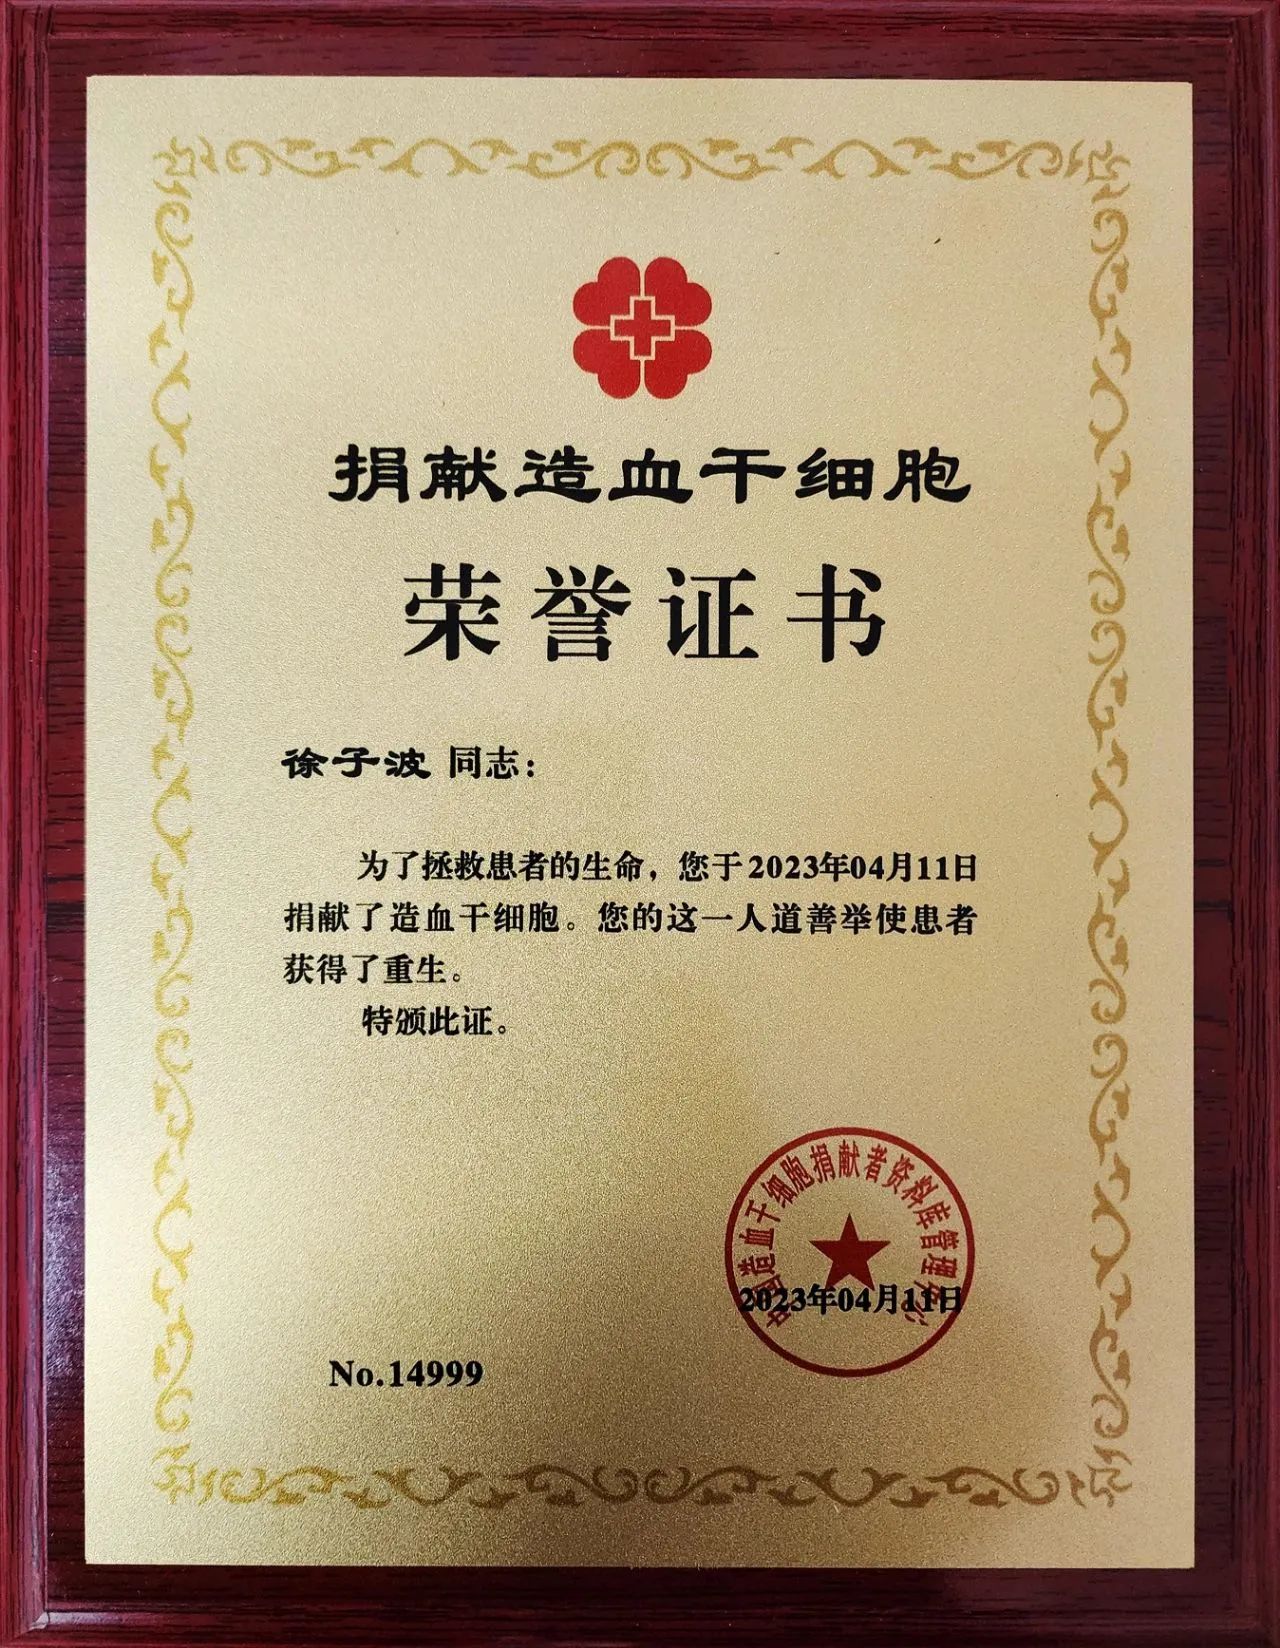 捐献造血干细胞
荣誉证书
徐子波 同志：
为了拯救患者的生命，您于2023年04月11日
捐献了造血干细胞。您的这一人道善举使患者
获得了重生。
特颁此证。
中国造血干细胞捐献者资料库管理中心
2023年04月11日
No.14999